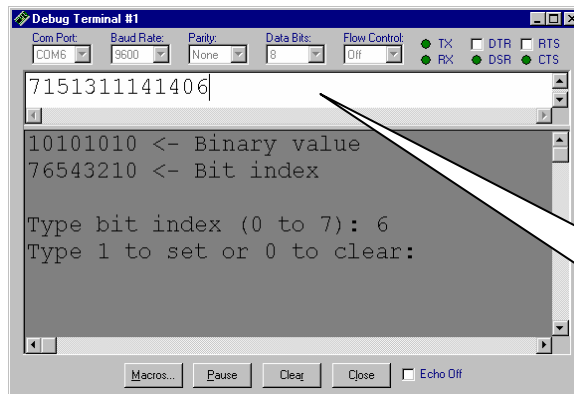 Debug Terminal #1
Com Port: Baud Rate: Parity: Data Bits: Flow Control:
COM6 9600 None 8 Off
TX DTR RTS
RX DSR CTS
7151311141406
10101010 <- Binary value
76543210 <- Bit index
Type bit index (0 to 7): 6
Type 1 to set or 0 to clear:
Macros... Pause Clear Close Echo Off